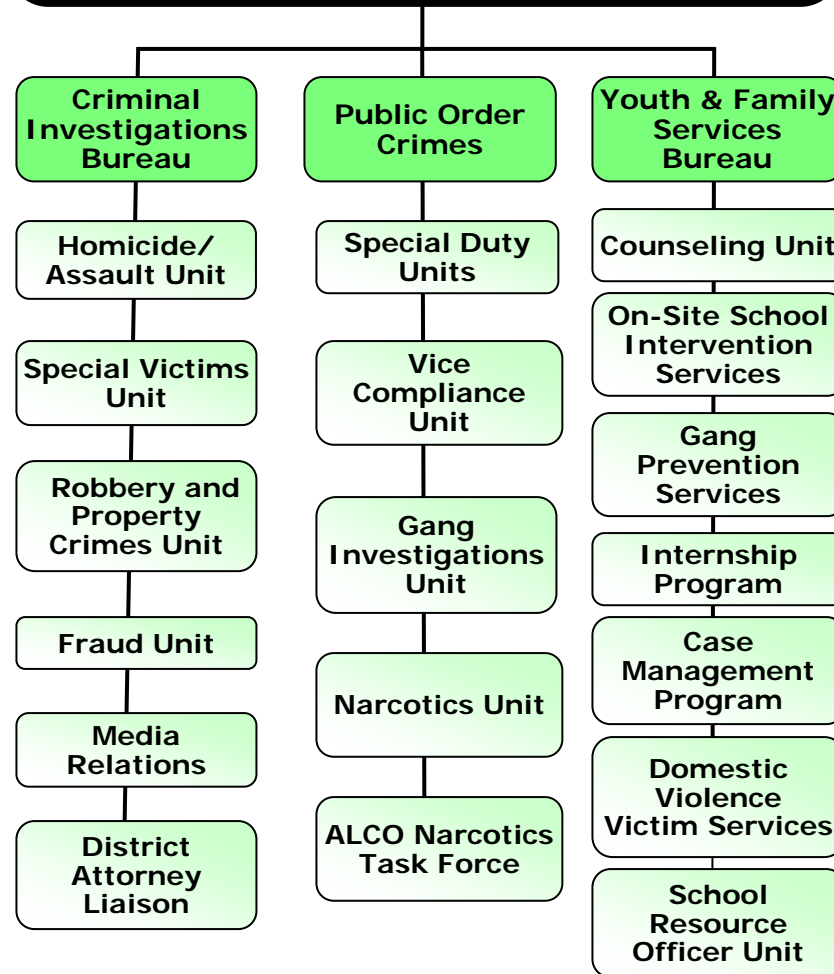 Criminal
Investigations
Bureau
Homicide/
Assault Unit
Special Victims
Unit
Robbery and
Property
Crimes Unit
Fraud Unit
Media
Relations
District
Attorney
Liaison
Public Order
Crimes
Special Duty
Units
Vice
Compliance
Unit
Gang
Investigations
Unit
Narcotics Unit
ALCO Narcotics
Task Force
Youth & Family
Services
Bureau
Counseling Unit
On-Site School
Intervention
Services
Gang
Prevention
Services
Internship
Program
Case
Management
Program
Domestic
Violence
Victim Services
School
Resource
Officer Unit